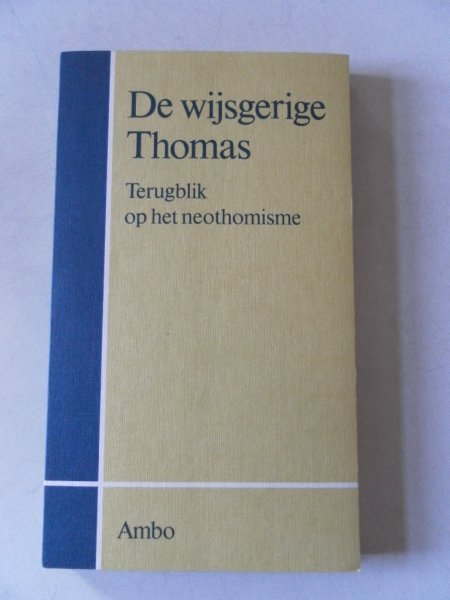 De wijsgerige
Thomas
Terugblik
op het neothomisme
Ambo